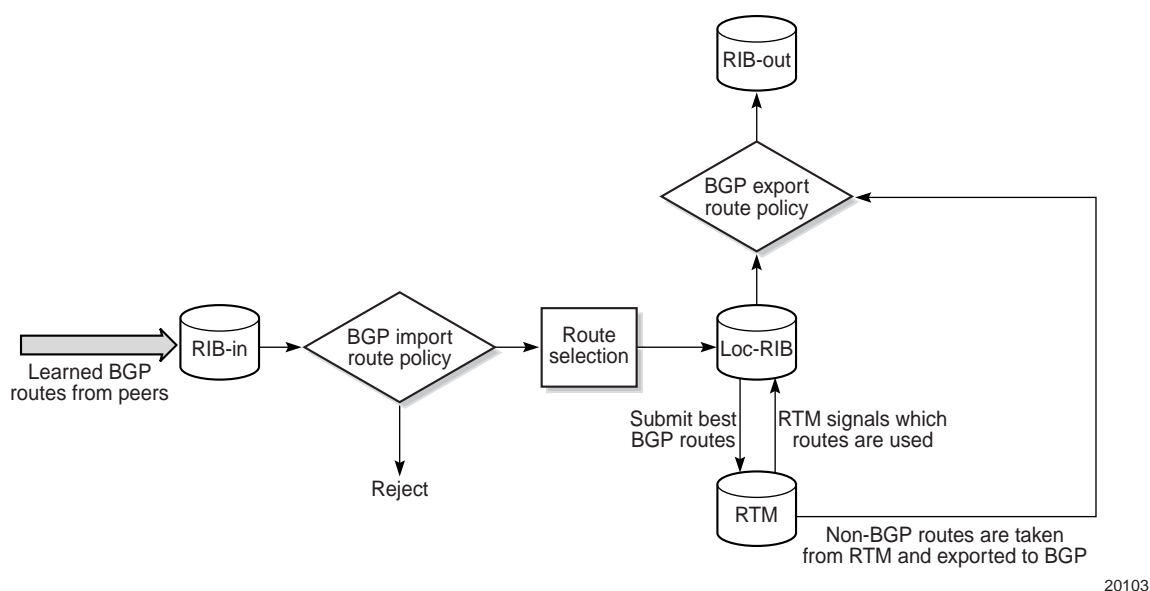 RIB-out
BGP export
route policy
RIB-in
BGP import
route policy
Route
selection
Loc-RIB
Learned BGP
routes from peers
Submit best
BGP routes
RTM signals which
routes are used
Reject
RTM
Non-BGP routes are taken
from RTM and exported to BGP
20103